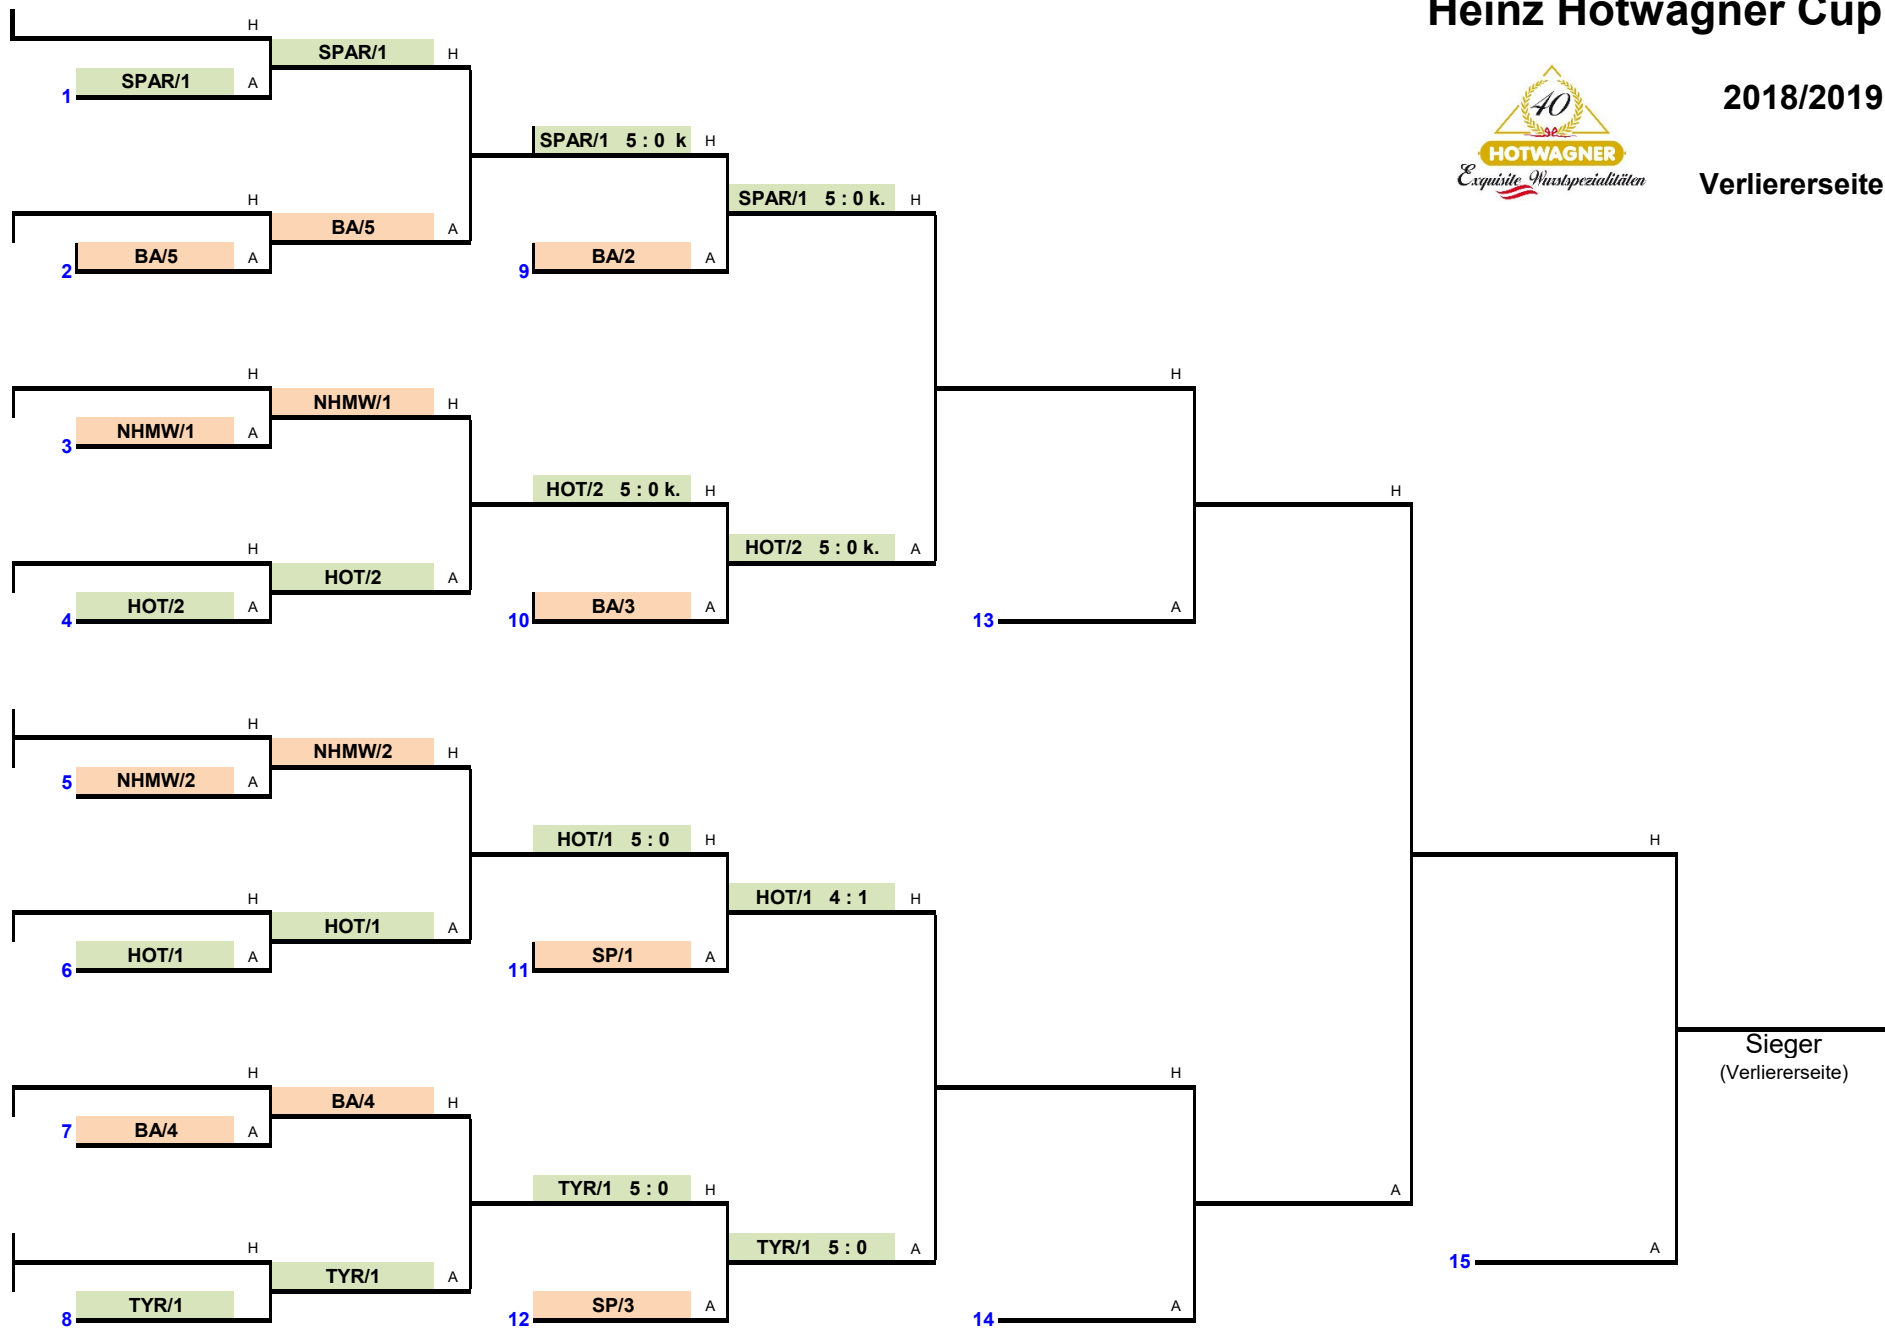 Heinz Hotwagner Cup
2018/2019
Verliererseite
40
HOTWAGNER
Exquisite Wurstspezialitäten
H
SPAR/1 H
1 SPAR/1 A
SPAR/1 5 : 0 k H
SPAR/1 5 : 0 k. H
H
BA/5 A
2 BA/5 A
9 BA/2 A
H
H
NHMW/1 H
3 NHMW/1 A
HOT/2 5 : 0 k. H
H
HOT/2 5 : 0 k. A
H
HOT/2 A
4 HOT/2 A
10 BA/3 A
13 A
H
NHMW/2 H
5 NHMW/2 A
HOT/1 5 : 0 H
H
HOT/1 4 : 1 H
H
HOT/1 A
6 HOT/1 A
11 SP/1 A
Sieger
(Verliererseite)
H
H
BA/4 H
7 BA/4 A
TYR/1 5 : 0 H
A
TYR/1 5 : 0 A
H
TYR/1 A
15 A
8 TYR/1
12 SP/3 A
14 A